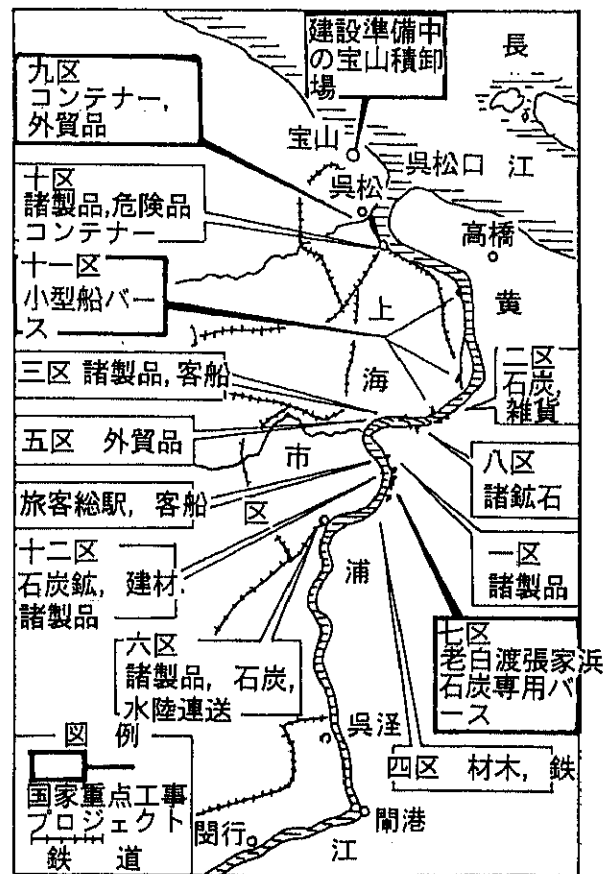 建設準備中
の宝山積卸
場
長
江
九区
コンテナー,
外貿品
宝山
呉松
呉松口
高橋
十区
諸製品,危険品
コンテナー
十一区
小型船バー
ス
上
海
市
区
黄
浦
江
三区 諸製品,客船
二区
石炭,
雑貨
五区 外貿品
八区
諸鉱石
旅客総駅,客船
一区
諸製品
十二区
石炭鉱,建材,
諸製品
七区
老白渡張家浜
石炭専用バ
ース
六区
諸製品,石炭,
水陸連送
呉泾
四区 材木,鉄
図 例
国家重点工事
プロジェクト
鉄 道
閔行
閘港